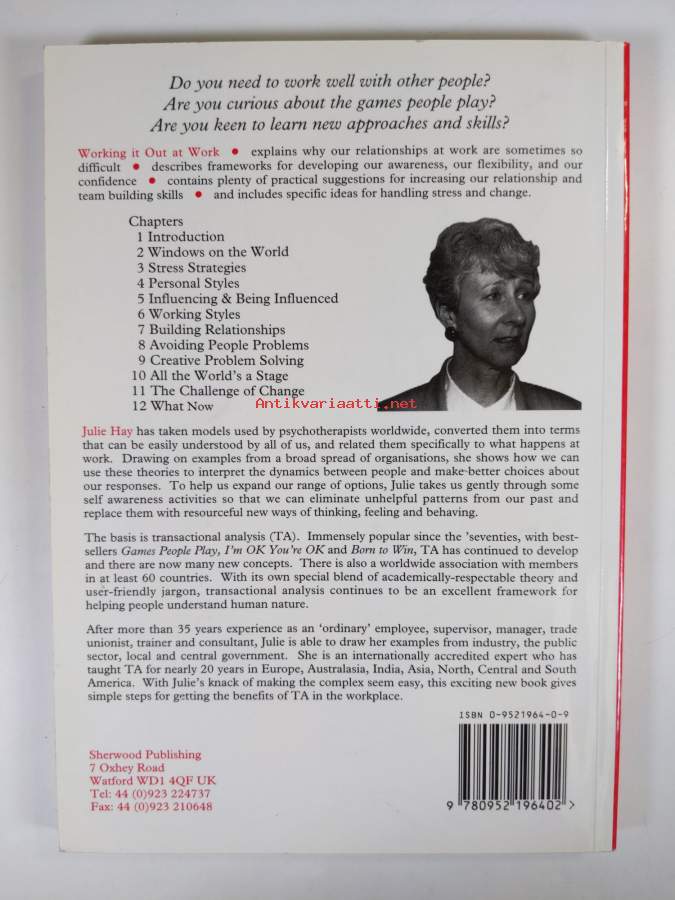 Do you need to work well with other people?
Are you curious about the games people play?
Are you keen to learn new approaches and skills?
Working it Out at Work • explains why our relationships at work are sometimes so
difficult • describes frameworks for developing our awareness, our flexibility, and our
confidence • contains plenty of practical suggestions for increasing our relationship and
team building skills • and includes specific ideas for handling stress and change.
Chapters
1 Introduction
2 Windows on the World
3 Stress Strategies
4 Personal Styles
5 Influencing & Being Influenced
6 Working Styles
7 Building Relationships
8 Avoiding People Problems
9 Creative Problem Solving
10 All the World's a Stage
11 The Challenge of Change
12 What Now
Antikvariaatti.net
Julie Hay has taken models used by psychotherapists worldwide, converted them into terms
that can be easily understood by all of us, and related them specifically to what happens at
work. Drawing on examples from a broad spread of organisations, she shows how we can
use these theories to interpret the dynamics between people and make-better choices about
our responses. To help us expand our range of options, Julie takes us gently through some
self awareness activities so that we can eliminate unhelpful patterns from our past and
replace them with resourceful new ways of thinking, feeling and behaving.
The basis is transactional analysis (TA). Immensely popular since the 'seventies, with best-
sellers Games People Play, I'm OK You're OK and Born to Win, TA has continued to develop
and there are now many new concepts. There is also a worldwide association with members
in at least 60 countries. With its own special blend of academically-respectable theory and
user-friendly jargon, transactional analysis continues to be an excellent framework for
helping people understand human nature.
After more than 35 years experience as an 'ordinary' employee, supervisor, manager, trade
unionist, trainer and consultant, Julie is able to draw her examples from industry, the public
sector, local and central government. She is an internationally accredited expert who has
taught TA for nearly 20 years in Europe, Australasia, India, Asia, North, Central and South
America. With Julie's knack of making the complex seem easy, this exciting new book gives
simple steps for getting the benefits of TA in the workplace.
ISBN 0-9521964-0-9
Sherwood Publishing
7 Oxhey Road
Watford WD1 4QF UK
Tel: 44 (0)923 224737
Fax: 44 (0)923 210648
9 780952 196402 >